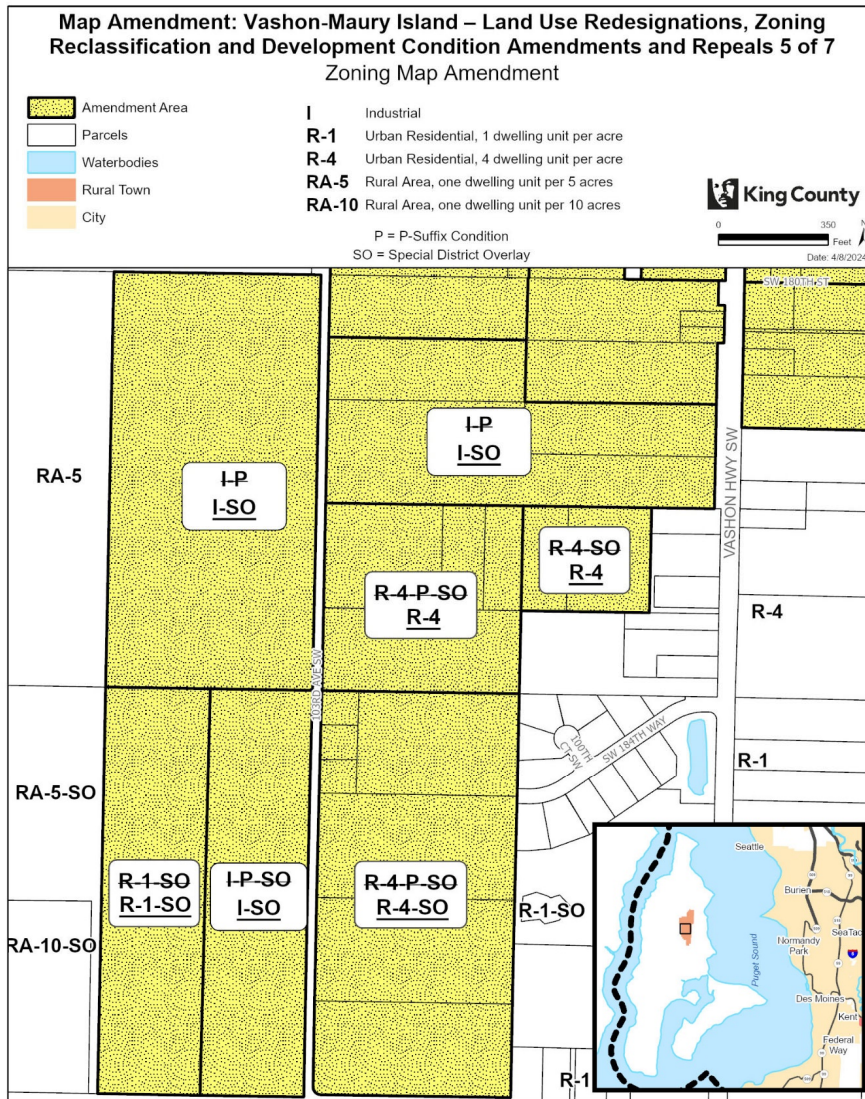 Map Amendment: Vashon-Maury Island – Land Use Redesignations, Zoning
Reclassification and Development Condition Amendments and Repeals 5 of 7
Zoning Map Amendment
Amendment Area
Parcels
Waterbodies
Rural Town
City
I Industrial
R-1 Urban Residential, 1 dwelling unit per acre
R-4 Urban Residential, 4 dwelling unit per acre
RA-5 Rural Area, one dwelling unit per 5 acres
RA-10 Rural Area, one dwelling unit per 10 acres
P = P-Suffix Condition
SO = Special District Overlay
King County
0 350
Feet
N
Date: 4/8/2024
SW 180TH ST
RA-5
I-P
I-SO
I-P
I-SO
VASHON HWY SW
R-4-SO
R-4
R-4-P-SO
R-4
R-4
103RD AVE SW
100TH
CT SW
SW 184TH WAY
R-1
RA-5-SO
R-1-SO
R-1-SO
I-P-SO
I-SO
R-4-P-SO
R-4-SO
R-1-SO
RA-10-SO
R-1
Seattle
Burien
SeaTac
Normandy
Park
Puget Sound
Des Moines
Kent
Federal
Way